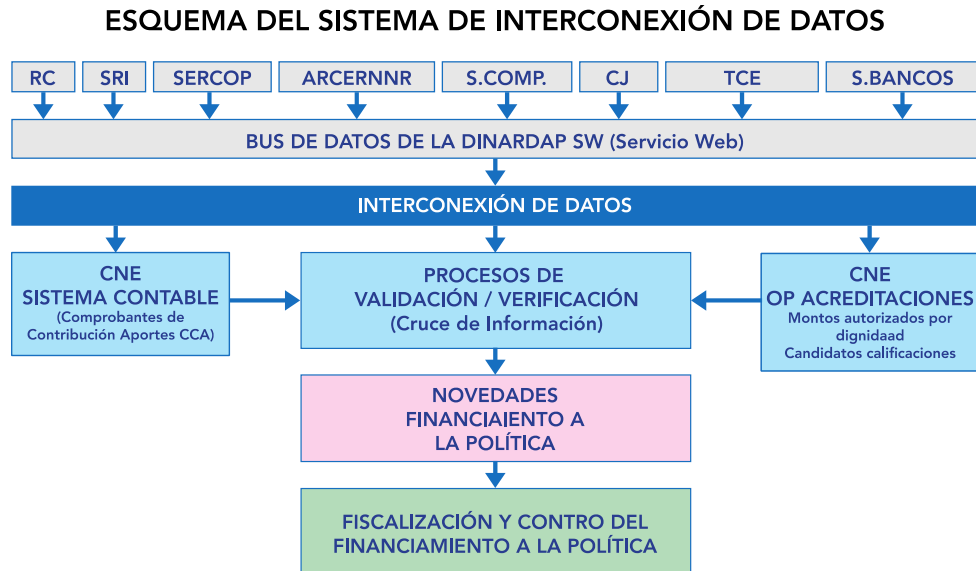 ESQUEMA DEL SISTEMA DE INTERCONEXIÓN DE DATOS
RC
SRI
SERCOP
ARCERNNR
S.COMP.
CJ
TCE
S.BANCOS
BUS DE DATOS DE LA DINARDAP SW (Servicio Web)
INTERCONEXIÓN DE DATOS
CNE
SISTEMA CONTABLE
(Comprobantes de
Contribución Aportes CCA)
PROCESOS DE
VALIDACIÓN / VERIFICACIÓN
(Cruce de Información)
CNE
OP ACREDITACIONES
Montos autorizados por
dignidaad
Candidatos calificaciones
NOVEDADES
FINANCIAIENTO A
LA POLÍTICA
FISCALIZACIÓN Y CONTRO DEL
FINANCIAMIENTO A LA POLÍTICA